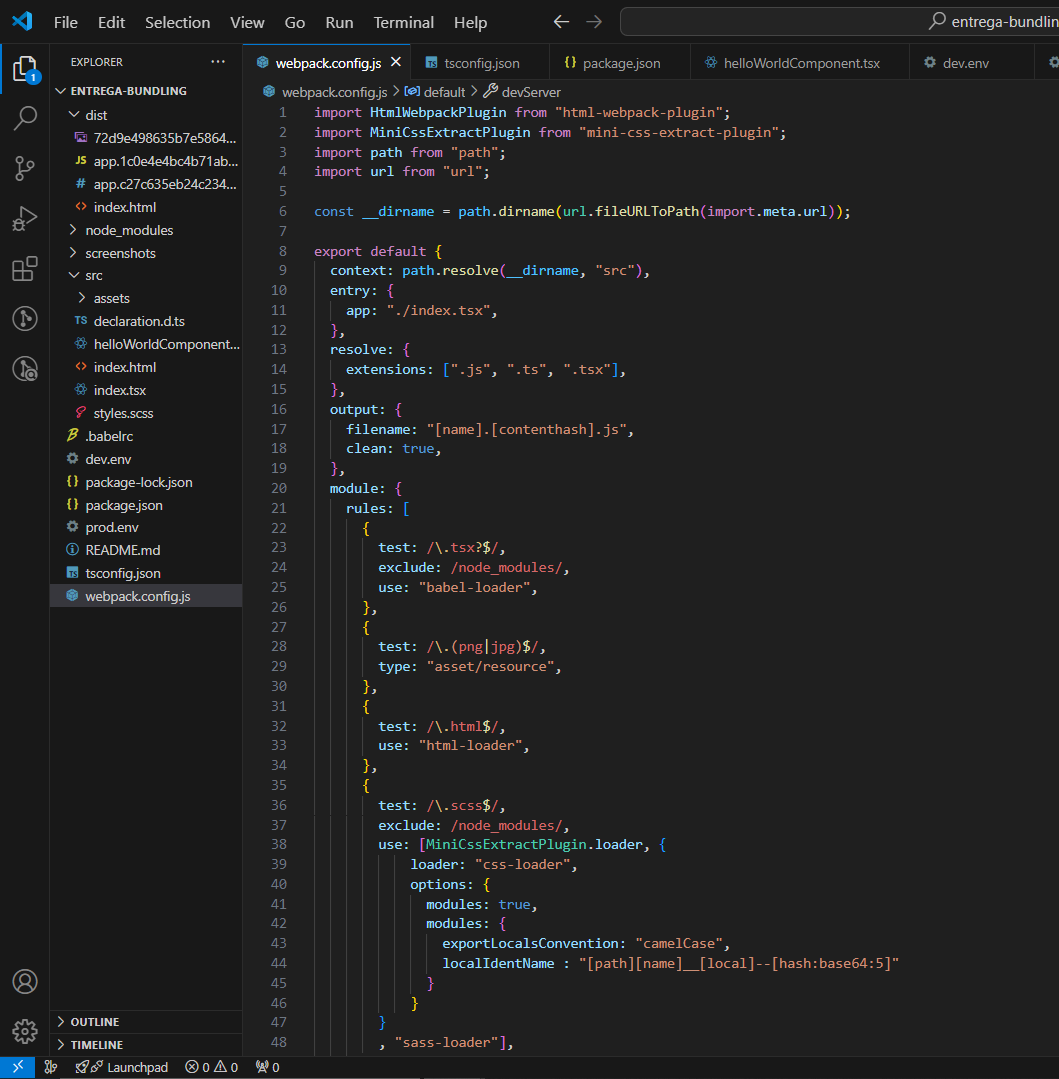 File Edit Selection View Go Run Terminal Help
entrega-bundlin
EXPLORER ...
1
webpack.config.js
TS tsconfig.json
{} package.json
helloWorldComponent.tsx
dev.env
webpack.config.js > default > devServer
ENTREGA-BUNDLING
dist
72d9e498635b7e5864...
JS app.1c0e4e4bc4b71ab...
# app.c27c635eb24c234...
<> index.html
node_modules
screenshots
src
assets
TS declaration.d.ts
helloWorldComponent...
<> index.html
index.tsx
styles.scss
.babelrc
dev.env
{} package-lock.json
{} package.json
prod.env
README.md
TS tsconfig.json
webpack.config.js
OUTLINE
TIMELINE
1 import HtmlWebpackPlugin from "html-webpack-plugin";
2 import MiniCssExtractPlugin from "mini-css-extract-plugin";
3 import path from "path";
4 import url from "url";
5
6 const __dirname = path.dirname(url.fileURLToPath(import.meta.url));
7
8 export default {
9 context: path.resolve(__dirname, "src"),
10 entry: {
11 app: "./index.tsx",
12 },
13 resolve: {
14 extensions: [".js", ".ts", ".tsx"],
15 },
16 output: {
17 filename: "[name].[contenthash].js",
18 clean: true,
19 },
20 module: {
21 rules: [
22 {
23 test: /\.tsx?$/,
24 exclude: /node_modules/,
25 use: "babel-loader",
26 },
27 {
28 test: /\.(png|jpg)$/,
29 type: "asset/resource",
30 },
31 {
32 test: /\.html$/,
33 use: "html-loader",
34 },
35 {
36 test: /\.scss$/,
37 exclude: /node_modules/,
38 use: [MiniCssExtractPlugin.loader, {
39 loader: "css-loader",
40 options: {
41 modules: true,
42 modules: {
43 exportLocalsConvention: "camelCase",
44 localIdentName : "[path][name]__[local]--[hash:base64:5]"
45 }
46 }
47 }
48 , "sass-loader"],
Launchpad 0 0 0